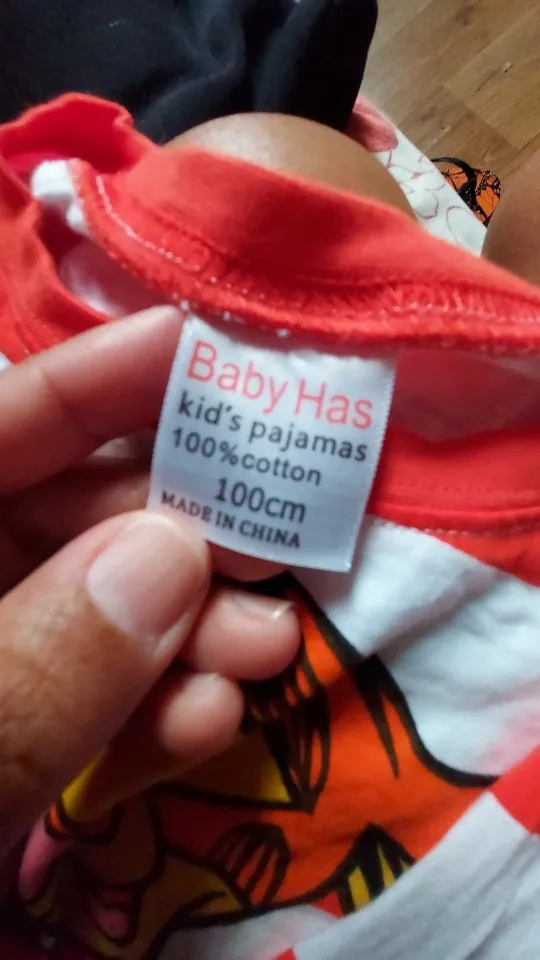 Baby Has
kid's pajamas
100%cotton
100cm
MADE IN CHINA